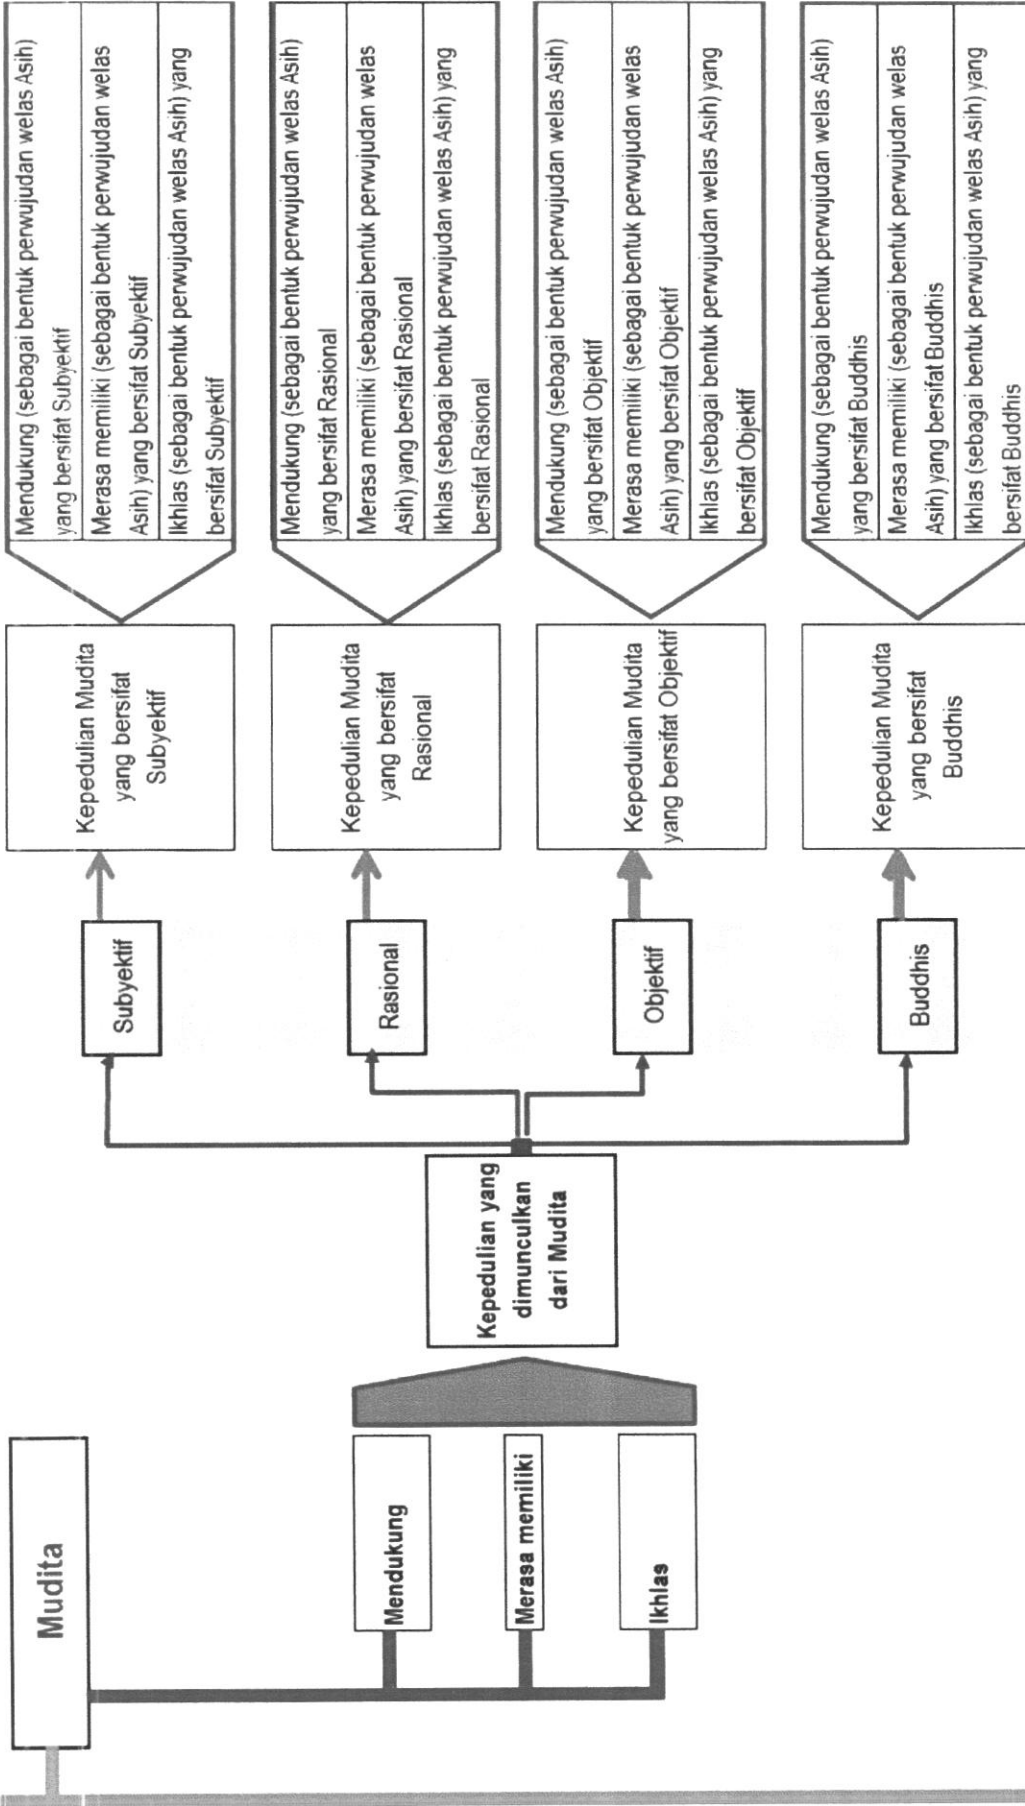 Mudita
Mendukung
Merasa memiliki
Ikhlas
Kepedulian yang
dimunculkan
dari Mudita
Subyektif
Rasional
Objektif
Buddhis
Kepedulian Mudita
yang bersifat
Subyektif
Kepedulian Mudita
yang bersifat
Rasional
Kepedulian Mudita
yang bersifat Objektif
Kepedulian Mudita
yang bersifat
Buddhis
Mendukung (sebagai bentuk perwujudan welas Asih)
yang bersifat Subyektif
Merasa memiliki (sebagai bentuk perwujudan welas
Asih) yang bersifat Subyektif
Ikhlas (sebagai bentuk perwujudan welas Asih) yang
bersifat Subyektif
Mendukung (sebagai bentuk perwujudan welas Asih)
yang bersifat Rasional
Merasa memiliki (sebagai bentuk perwujudan welas
Asih) yang bersifat Rasional
Ikhlas (sebagai bentuk perwujudan welas Asih) yang
bersifat Rasional
Mendukung (sebagai bentuk perwujudan welas Asih)
yang bersifat Objektif
Merasa memiliki (sebagai bentuk perwujudan welas
Asih) yang bersifat Objektif
Ikhlas (sebagai bentuk perwujudan welas Asih) yang
bersifat Objektif
Mendukung (sebagai bentuk perwujudan welas Asih)
yang bersifat Buddhis
Merasa memiliki (sebagai bentuk perwujudan welas
Asih) yang bersifat Buddhis
Ikhlas (sebagai bentuk perwujudan welas Asih) yang
bersifat Buddhis